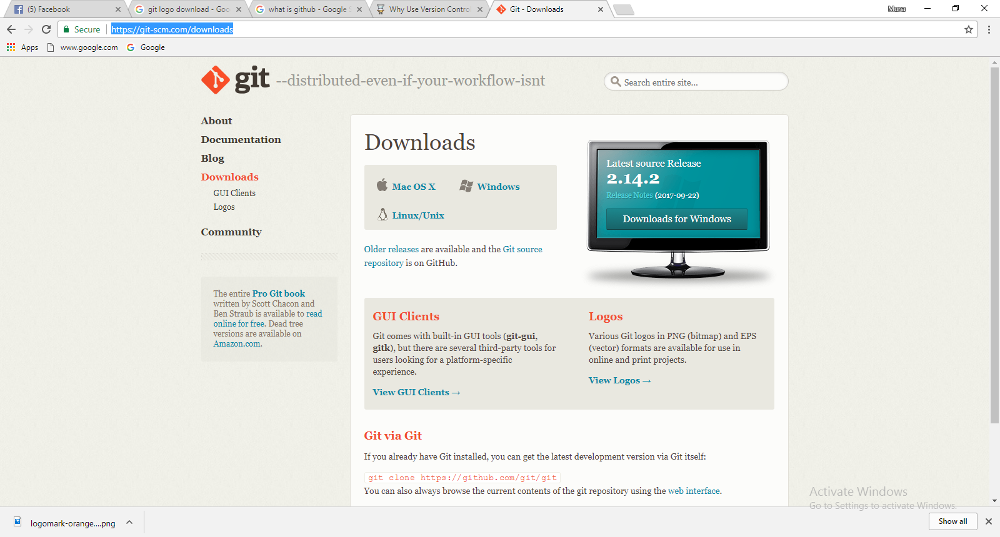 (5) Facebook
git logo download - Goo
what is github - Google S
Why Use Version Control
Git - Downloads
Muna
Secure
https://git-scm.com/downloads
Apps
www.google.com
Google
git --distributed-even-if-your-workflow-isnt
Search entire site...
About
Documentation
Blog
Downloads
GUI Clients
Logos
Community
The entire Pro Git book
written by Scott Chacon and
Ben Straub is available to read
online for free. Dead tree
versions are available on
Amazon.com.
Downloads
Mac OS X
Windows
Linux/Unix
Older releases are available and the Git source
repository is on GitHub.
Latest source Release
2.14.2
Release Notes (2017-09-22)
Downloads for Windows
GUI Clients
Git comes with built-in GUI tools (git-gui,
gitk), but there are several third-party tools for
users looking for a platform-specific
experience.
View GUI Clients →
Logos
Various Git logos in PNG (bitmap) and EPS
(vector) formats are available for use in
online and print projects.
View Logos →
Git via Git
If you already have Git installed, you can get the latest development version via Git itself:
git clone https://github.com/git/git
You can also always browse the current contents of the git repository using the web interface.
Activate Windows
Go to Settings to activate Windows.
logomark-orange....png
Show all